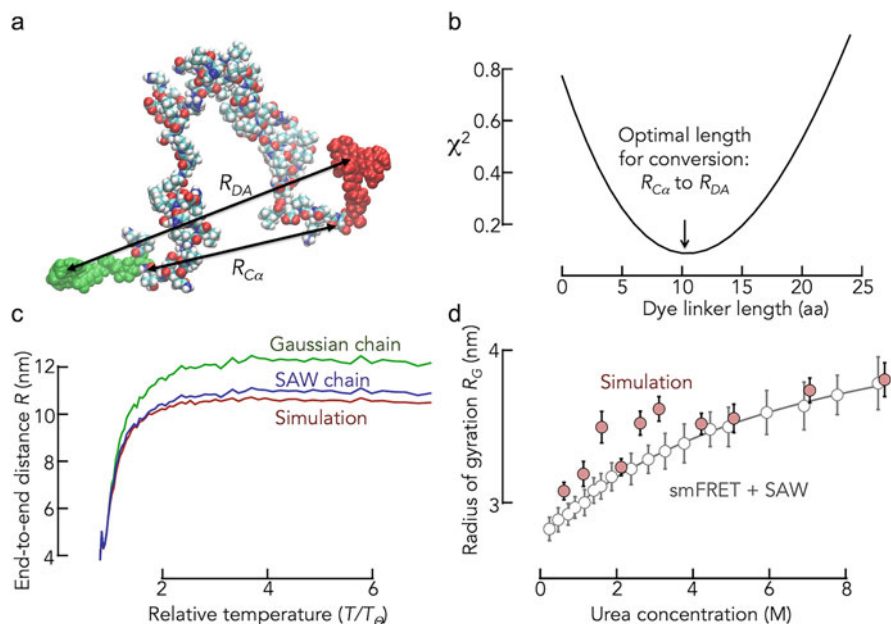 a
R_DA
R_Cα
b
0.8
0.6
χ²
0.4
0.2
Optimal length
for conversion:
R_Cα to R_DA
0 5 10 15 20 25
Dye linker length (aa)
c
End-to-end distance R (nm)
12
10
8
6
4
Gaussian chain
SAW chain
Simulation
2 4 6
Relative temperature (T/T_Θ)
d
Radius of gyration R_G (nm)
4
3
Simulation
smFRET + SAW
0 2 4 6 8
Urea concentration (M)